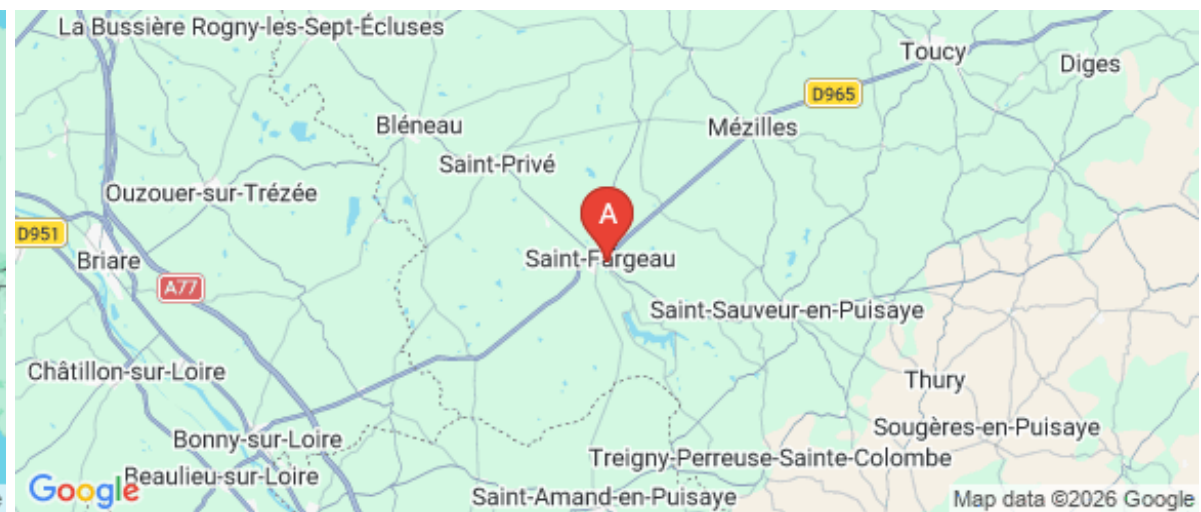 La Bussière Rogny-les-Sept-Écluses
Toucy
Diges
D965
Bléneau
Mézilles
Saint-Privé
Ouzouer-sur-Trézée
A
D951
Briare
Saint-Fargeau
A77
Saint-Sauveur-en-Puisaye
Châtillon-sur-Loire
Thury
Sougères-en-Puisaye
Bonny-sur-Loire
Treigny-Perreuse-Sainte-Colombe
Beaulieu-sur-Loire
Google
Saint-Amand-en-Puisaye
Map data ©2026 Google